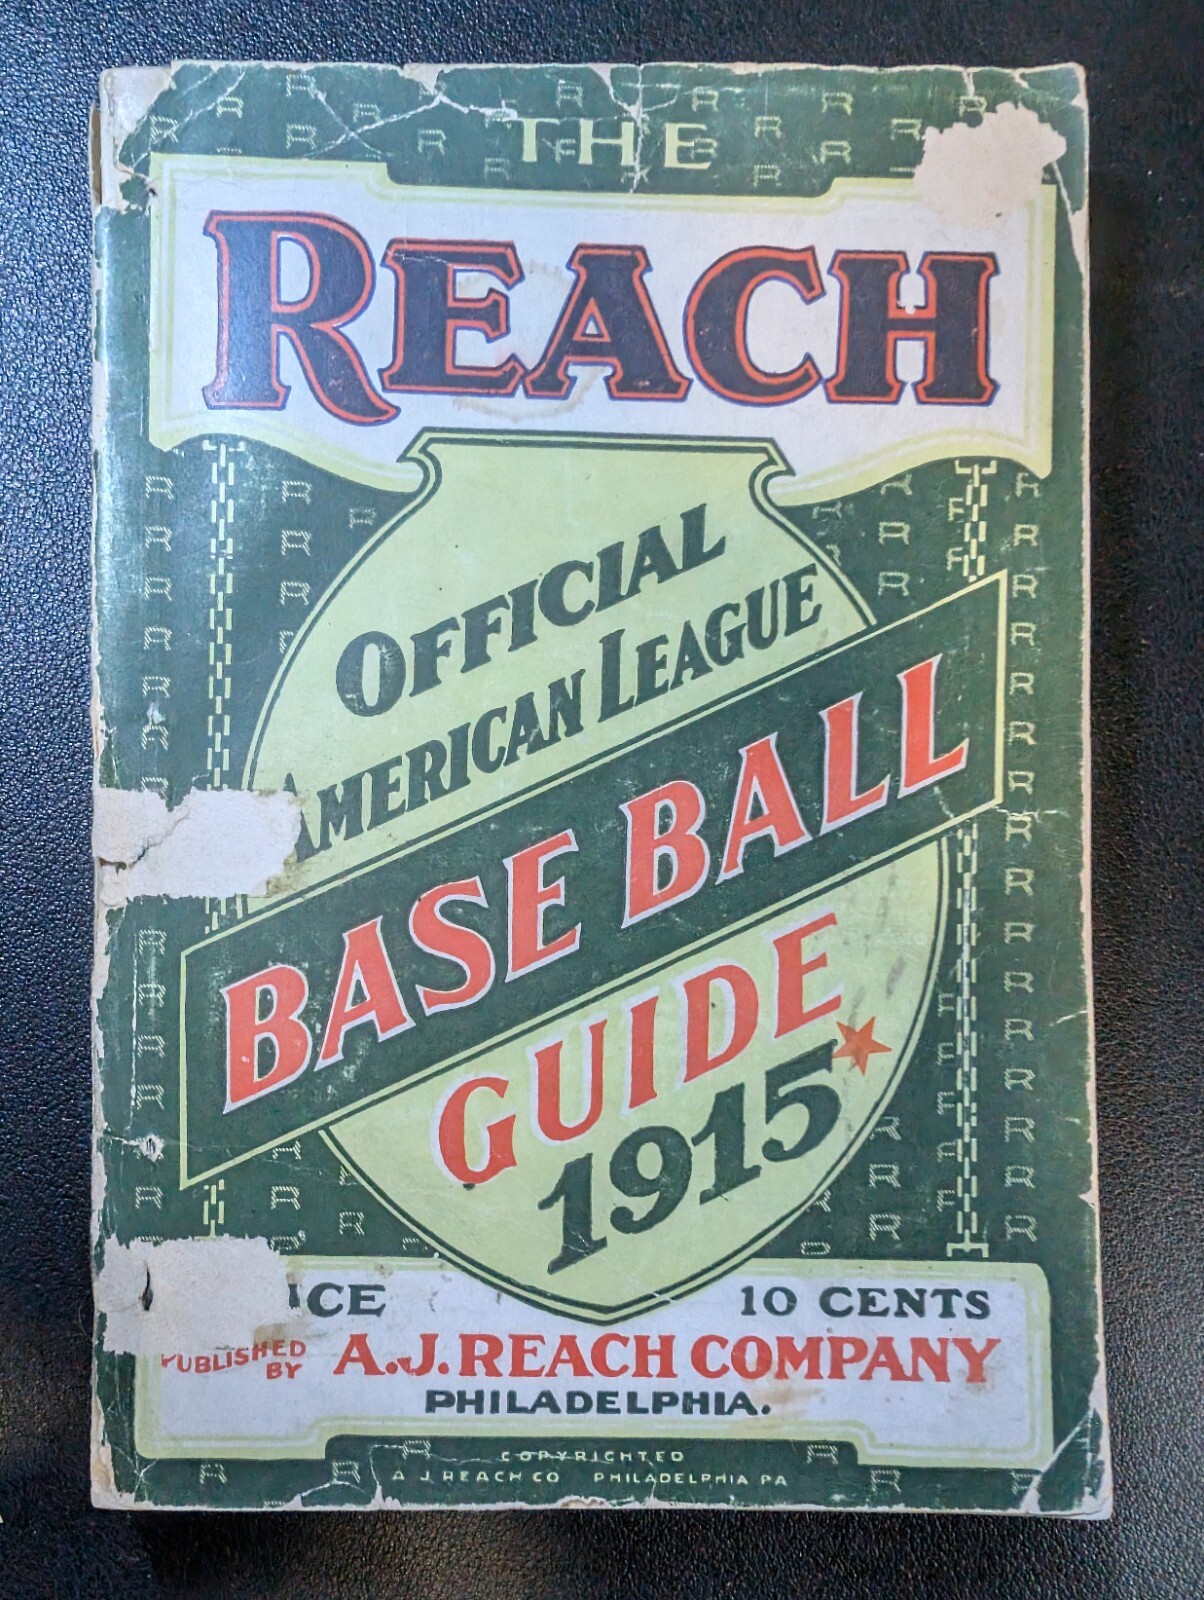 THE
REACH
OFFICIAL
AMERICAN LEAGUE
BASE BALL
GUIDE
1915
ICE 10 CENTS
PUBLISHED BY A.J. REACH COMPANY
PHILADELPHIA.
COPYRIGHTED
A J REACH CO PHILADELPHIA PA